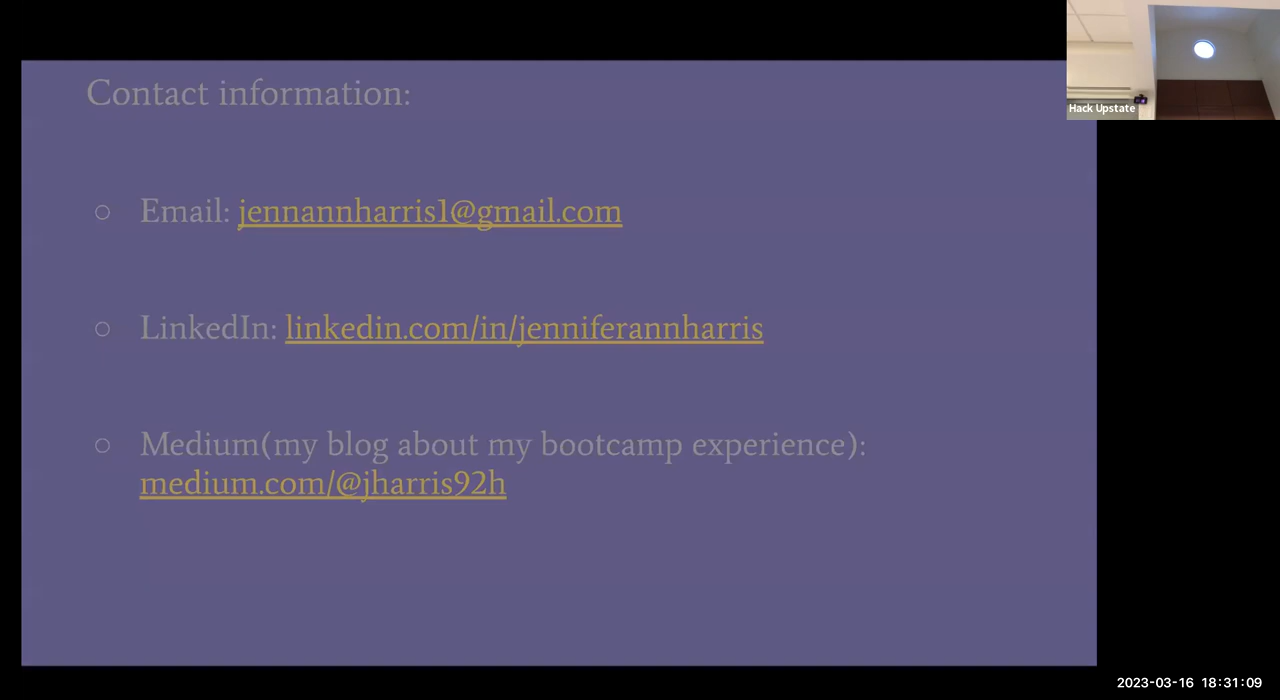 Contact information:
Email: jennannharris1@gmail.com
LinkedIn: linkedin.com/in/jenniferannharris
Medium(my blog about my bootcamp experience):
medium.com/@jharris92h
Hack Upstate
2023-03-16 18:31:09